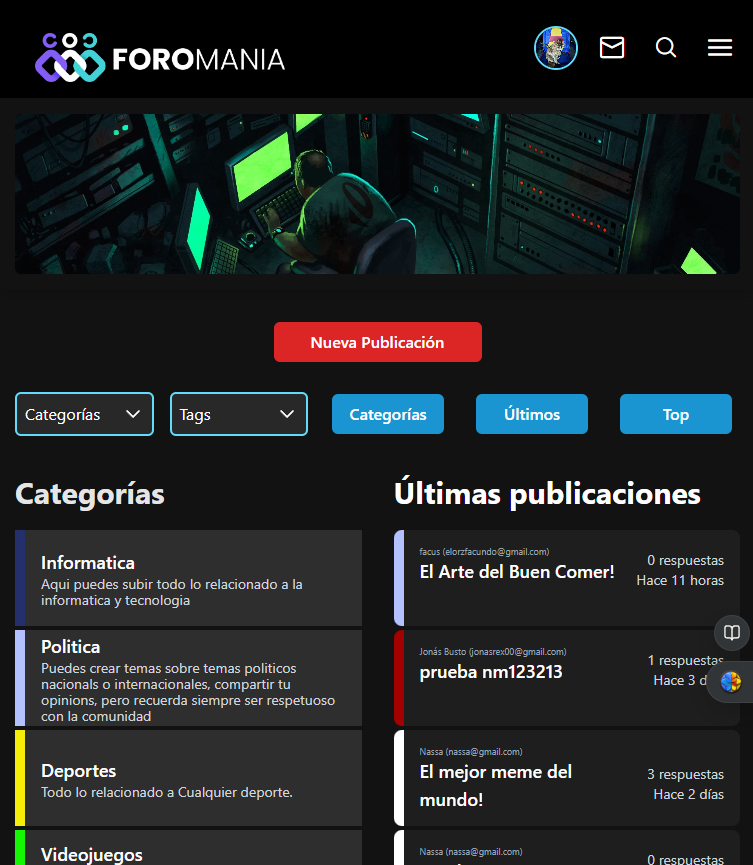 FOROMANIA
Nueva Publicación
Categorías
Tags
Categorías
Últimos
Top
Categorías
Informatica
Aqui puedes subir todo lo relacionado a la
informatica y tecnologia
Politica
Puedes crear temas sobre temas politicos
nacionals o internacionales, compartir tu
opinions, pero recuerda siempre ser respetuoso
con la comunidad
Deportes
Todo lo relacionado a Cualquier deporte.
Videojuegos
Últimas publicaciones
facus (elorzfacundo@gmail.com)
El Arte del Buen Comer!
0 respuestas
Hace 11 horas
Jonás Busto (jonasrex00@gmail.com)
prueba nm123213
1 respuestas
Hace 3 d
Nassa (nassa@gmail.com)
El mejor meme del
mundo!
3 respuestas
Hace 2 días
Nassa (nassa@gmail.com)
0 respuestas